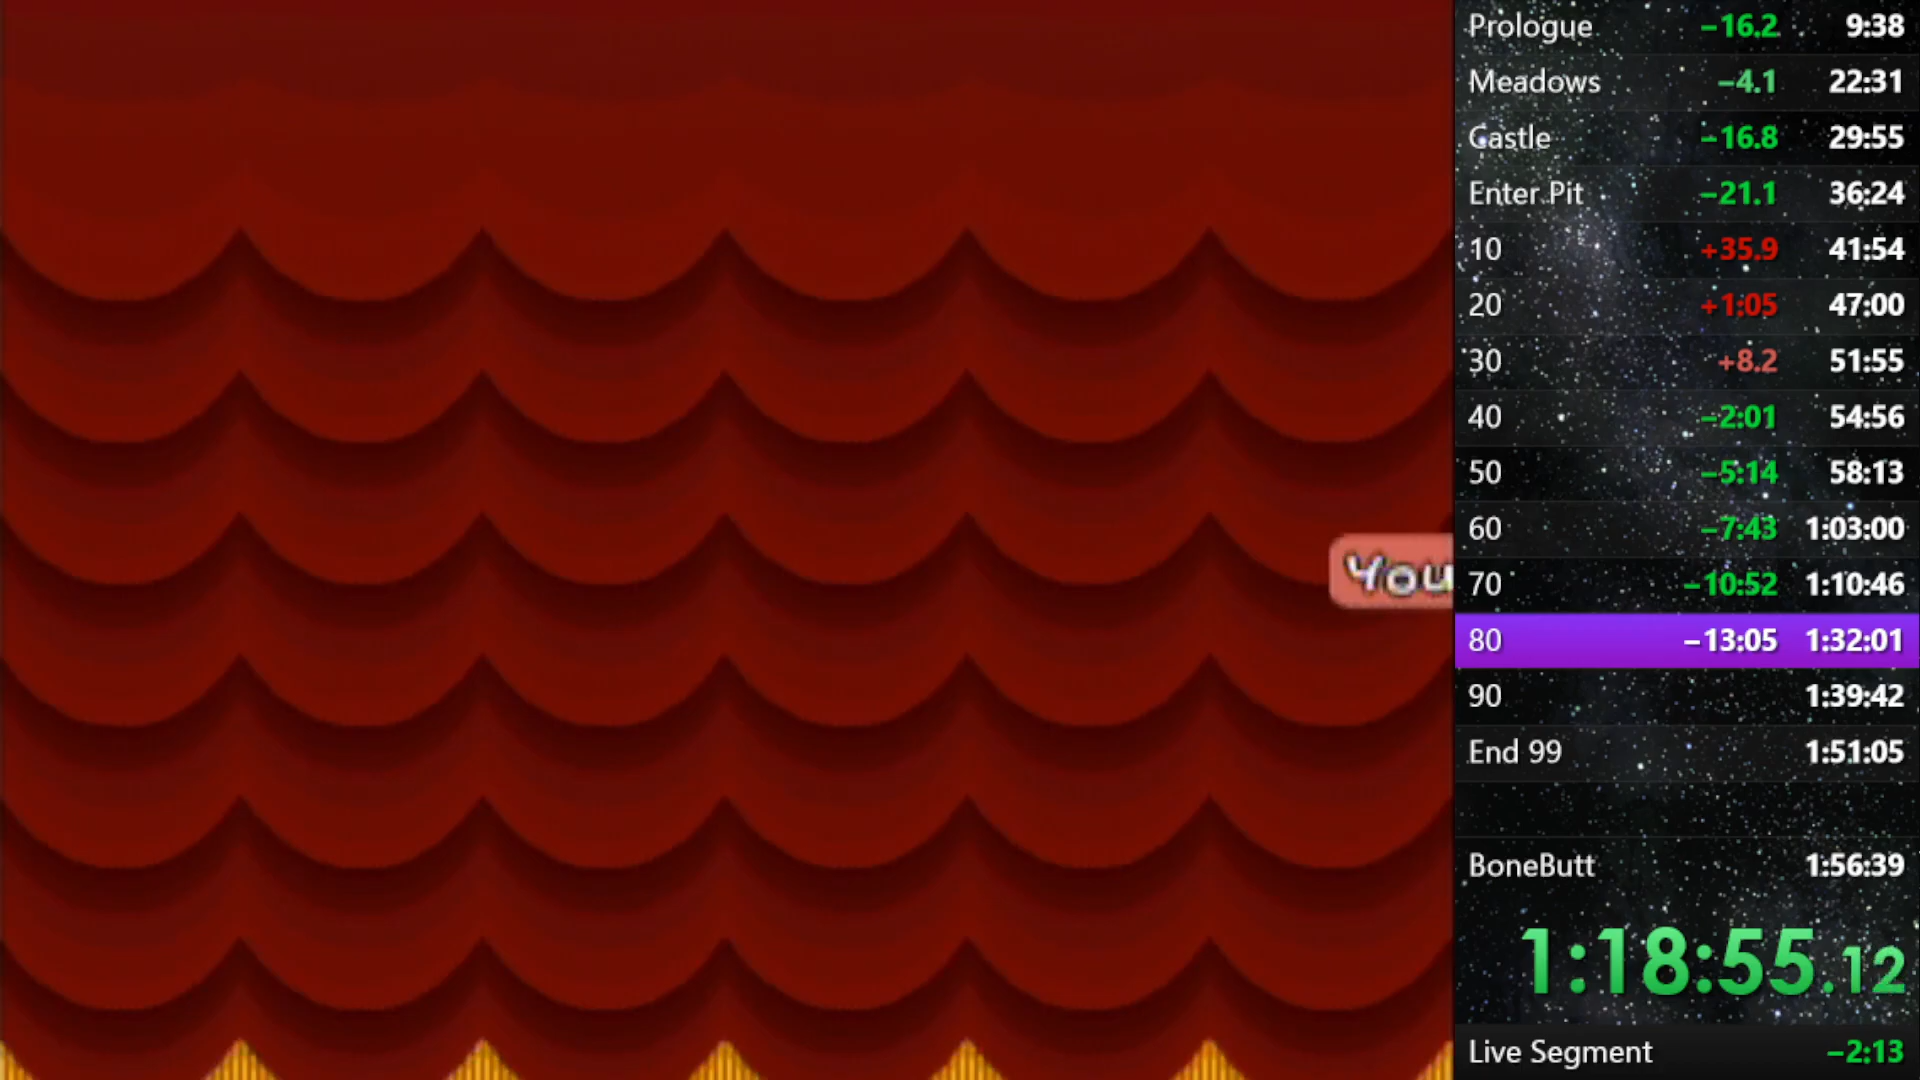 Prologue −16.2 9:38
Meadows −4.1 22:31
Castle −16.8 29:55
Enter Pit −21.1 36:24
10 +35.9 41:54
20 +1:05 47:00
30 +8.2 51:55
40 −2:01 54:56
50 −5:14 58:13
You
60 −7:43 1:03:00
70 −10:52 1:10:46
80 −13:05 1:32:01
90 1:39:42
End 99 1:51:05
BoneButt 1:56:39
1:18:55.12
Live Segment −2:13